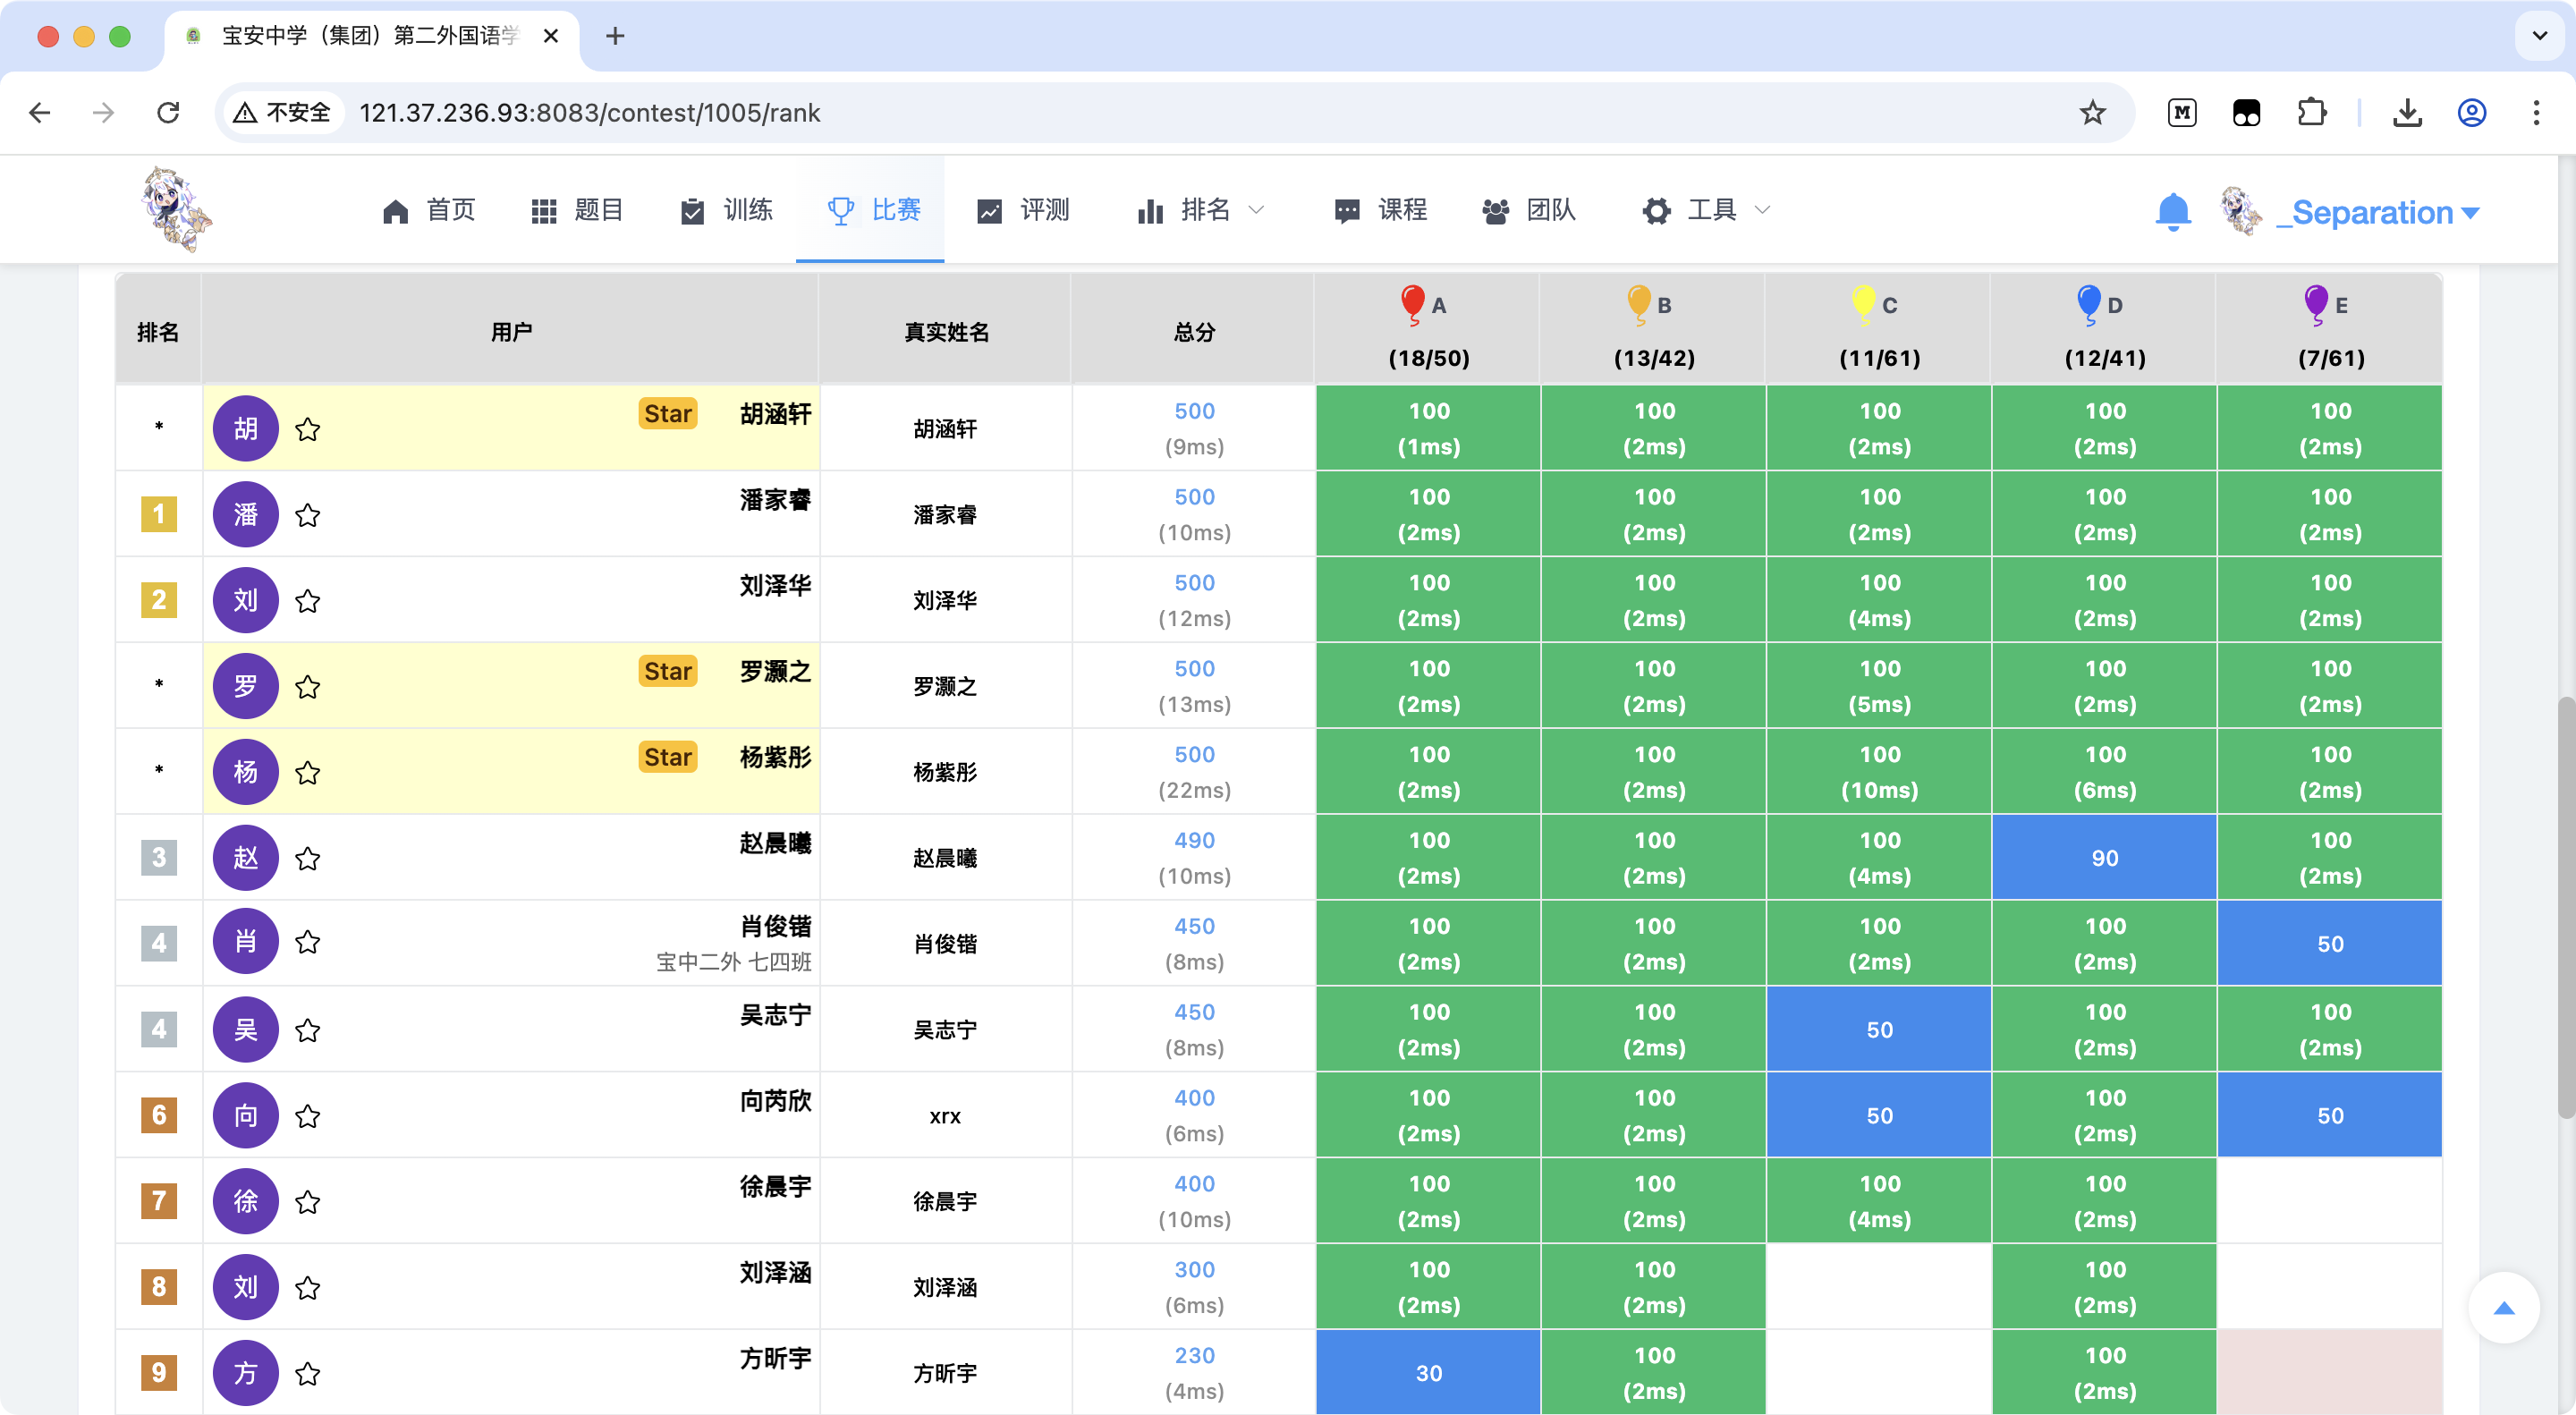 宝安中学（集团）第二外国语学
不安全 121.37.236.93:8083/contest/1005/rank
首页 题目 训练 比赛 评测 排名 课程 团队 工具 _Separation
排名 用户 真实姓名 总分 A (18/50) B (13/42) C (11/61) D (12/41) E (7/61)
* 胡 Star 胡涵轩 胡涵轩 500 (9ms) 100 (1ms) 100 (2ms) 100 (2ms) 100 (2ms) 100 (2ms)
1 潘 潘家睿 潘家睿 500 (10ms) 100 (2ms) 100 (2ms) 100 (2ms) 100 (2ms) 100 (2ms)
2 刘 刘泽华 刘泽华 500 (12ms) 100 (2ms) 100 (2ms) 100 (4ms) 100 (2ms) 100 (2ms)
* 罗 Star 罗灏之 罗灏之 500 (13ms) 100 (2ms) 100 (2ms) 100 (5ms) 100 (2ms) 100 (2ms)
* 杨 Star 杨紫彤 杨紫彤 500 (22ms) 100 (2ms) 100 (2ms) 100 (10ms) 100 (6ms) 100 (2ms)
3 赵 赵晨曦 赵晨曦 490 (10ms) 100 (2ms) 100 (2ms) 100 (4ms) 90 100 (2ms)
4 肖 肖俊锴 宝中二外 七四班 肖俊锴 450 (8ms) 100 (2ms) 100 (2ms) 100 (2ms) 100 (2ms) 50
4 吴 吴志宁 吴志宁 450 (8ms) 100 (2ms) 100 (2ms) 50 100 (2ms) 100 (2ms)
6 向 向芮欣 xrx 400 (6ms) 100 (2ms) 100 (2ms) 50 100 (2ms) 50
7 徐 徐晨宇 徐晨宇 400 (10ms) 100 (2ms) 100 (2ms) 100 (4ms) 100 (2ms)
8 刘 刘泽涵 刘泽涵 300 (6ms) 100 (2ms) 100 (2ms) 100 (2ms)
9 方 方昕宇 方昕宇 230 (4ms) 30 100 (2ms) 100 (2ms)